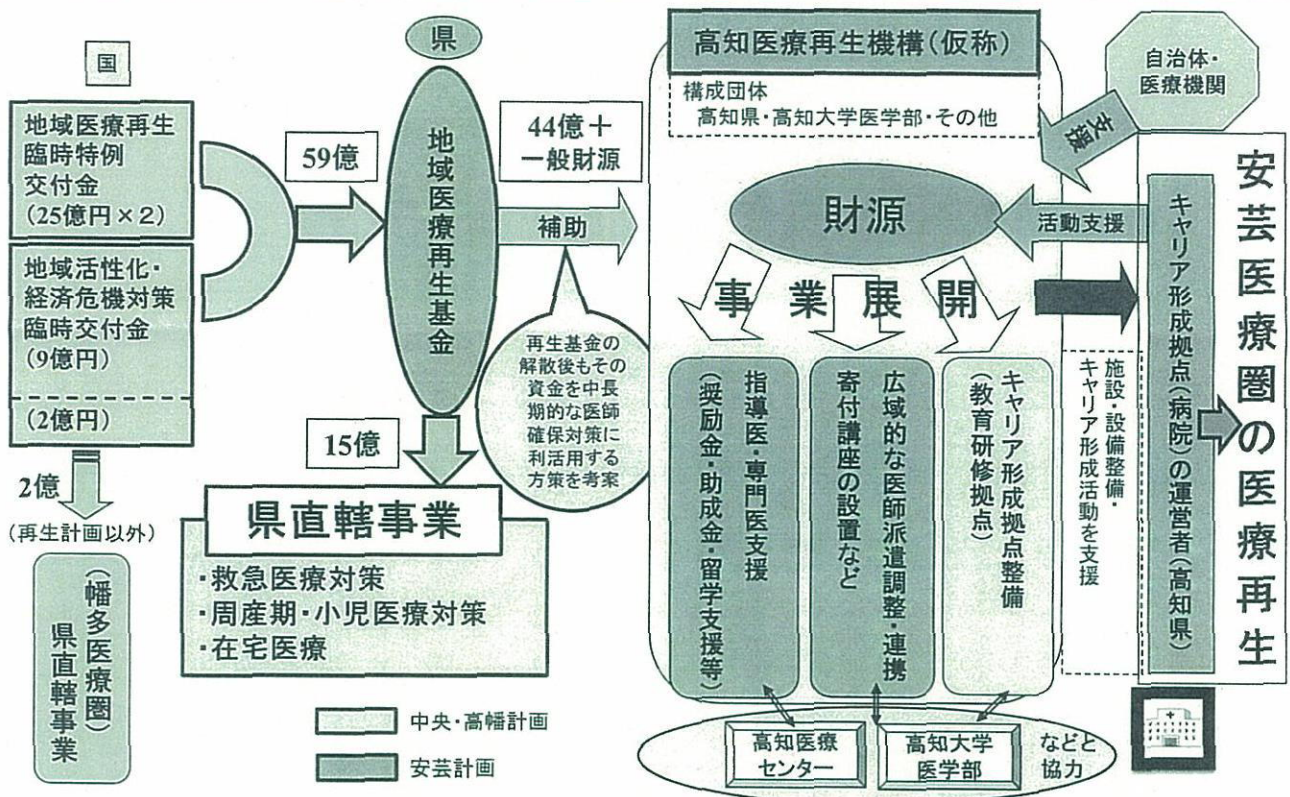 国
地域医療再生
臨時特例
交付金
(25億円×2)
地域活性化・
経済危機対策
臨時交付金
(9億円)
(2億円)
2億
(再生計画以外)
(幡多医療圏)
県直轄事業
59億
県
地域医療再生基金
44億+
一般財源
補助
再生基金の
解散後もその
資金を中長
期的な医師
確保対策に
利活用する
方策を考案
15億
県直轄事業
・救急医療対策
・周産期・小児医療対策
・在宅医療
中央・高幡計画
安芸計画
高知医療再生機構(仮称)
構成団体
高知県・高知大学医学部・その他
自治体・
医療機関
支援
財源
活動支援
事業展開
指導医・専門医支援
(奨励金・助成金・留学支援等)
広域的な医師派遣調整・連携
寄付講座の設置など
キャリア形成拠点整備
(教育研修拠点)
施設・設備整備・
キャリア形成活動を支援
キャリア形成拠点(病院)の運営者(高知県)
安芸医療圏の医療再生
高知医療
センター
高知大学
医学部
などと
協力